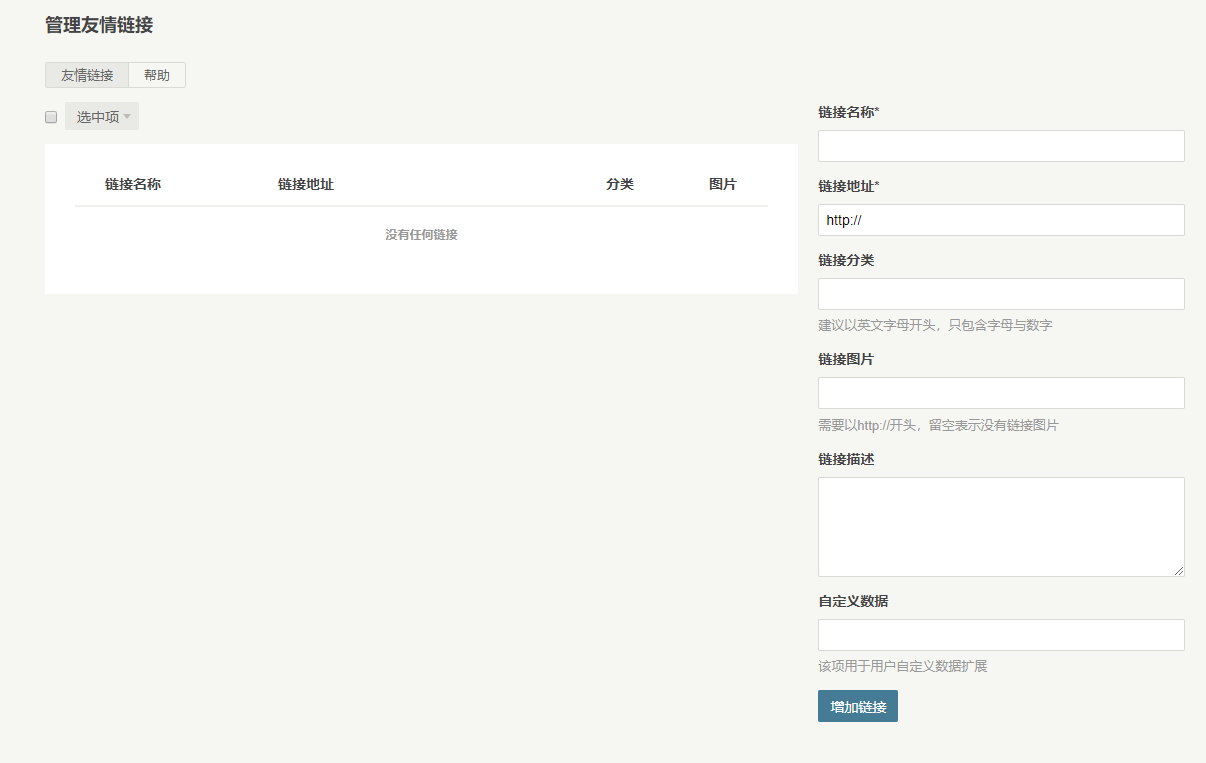 管理友情链接
友情链接 帮助
选中项
链接名称 链接地址 分类 图片
没有任何链接
链接名称*
链接地址*
http://
链接分类
建议以英文字母开头，只包含字母与数字
链接图片
需要以http://开头，留空表示没有链接图片
链接描述
自定义数据
该项用于用户自定义数据扩展
增加链接